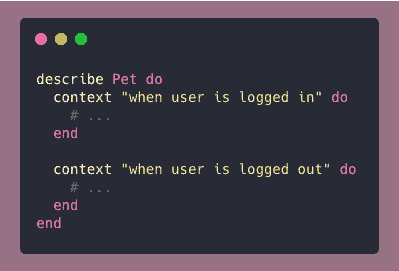 describe Pet do
  context "when user is logged in" do
    # ...
  end

  context "when user is logged out" do
    # ...
  end
end